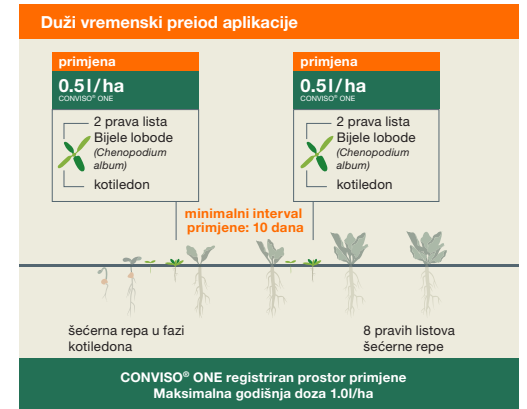 Duži vremenski preiod aplikacije
primjena
0.5l/ha
CONVISO® ONE
2 prava lista
Bijele lobode
(Chenopodium
album)
kotiledon
primjena
0.5l/ha
CONVISO® ONE
2 prava lista
Bijele lobode
(Chenopodium
album)
kotiledon
minimalni interval
primjene: 10 dana
šećerna repa u fazi
kotiledona
8 pravih listova
šećerne repe
CONVISO® ONE registriran prostor primjene
Maksimalna godišnja doza 1.0l/ha